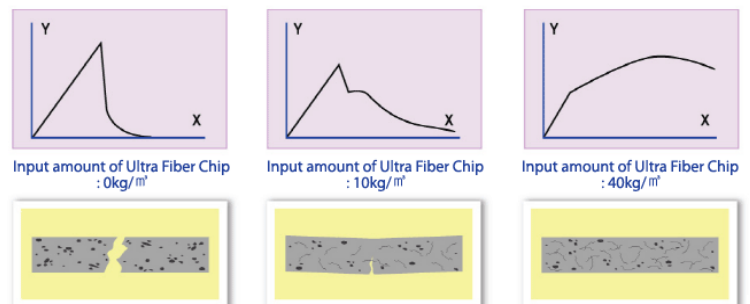 Y
X
Y
X
Y
X
Input amount of Ultra Fiber Chip
: 0kg/㎥
Input amount of Ultra Fiber Chip
: 10kg/㎥
Input amount of Ultra Fiber Chip
: 40kg/㎥